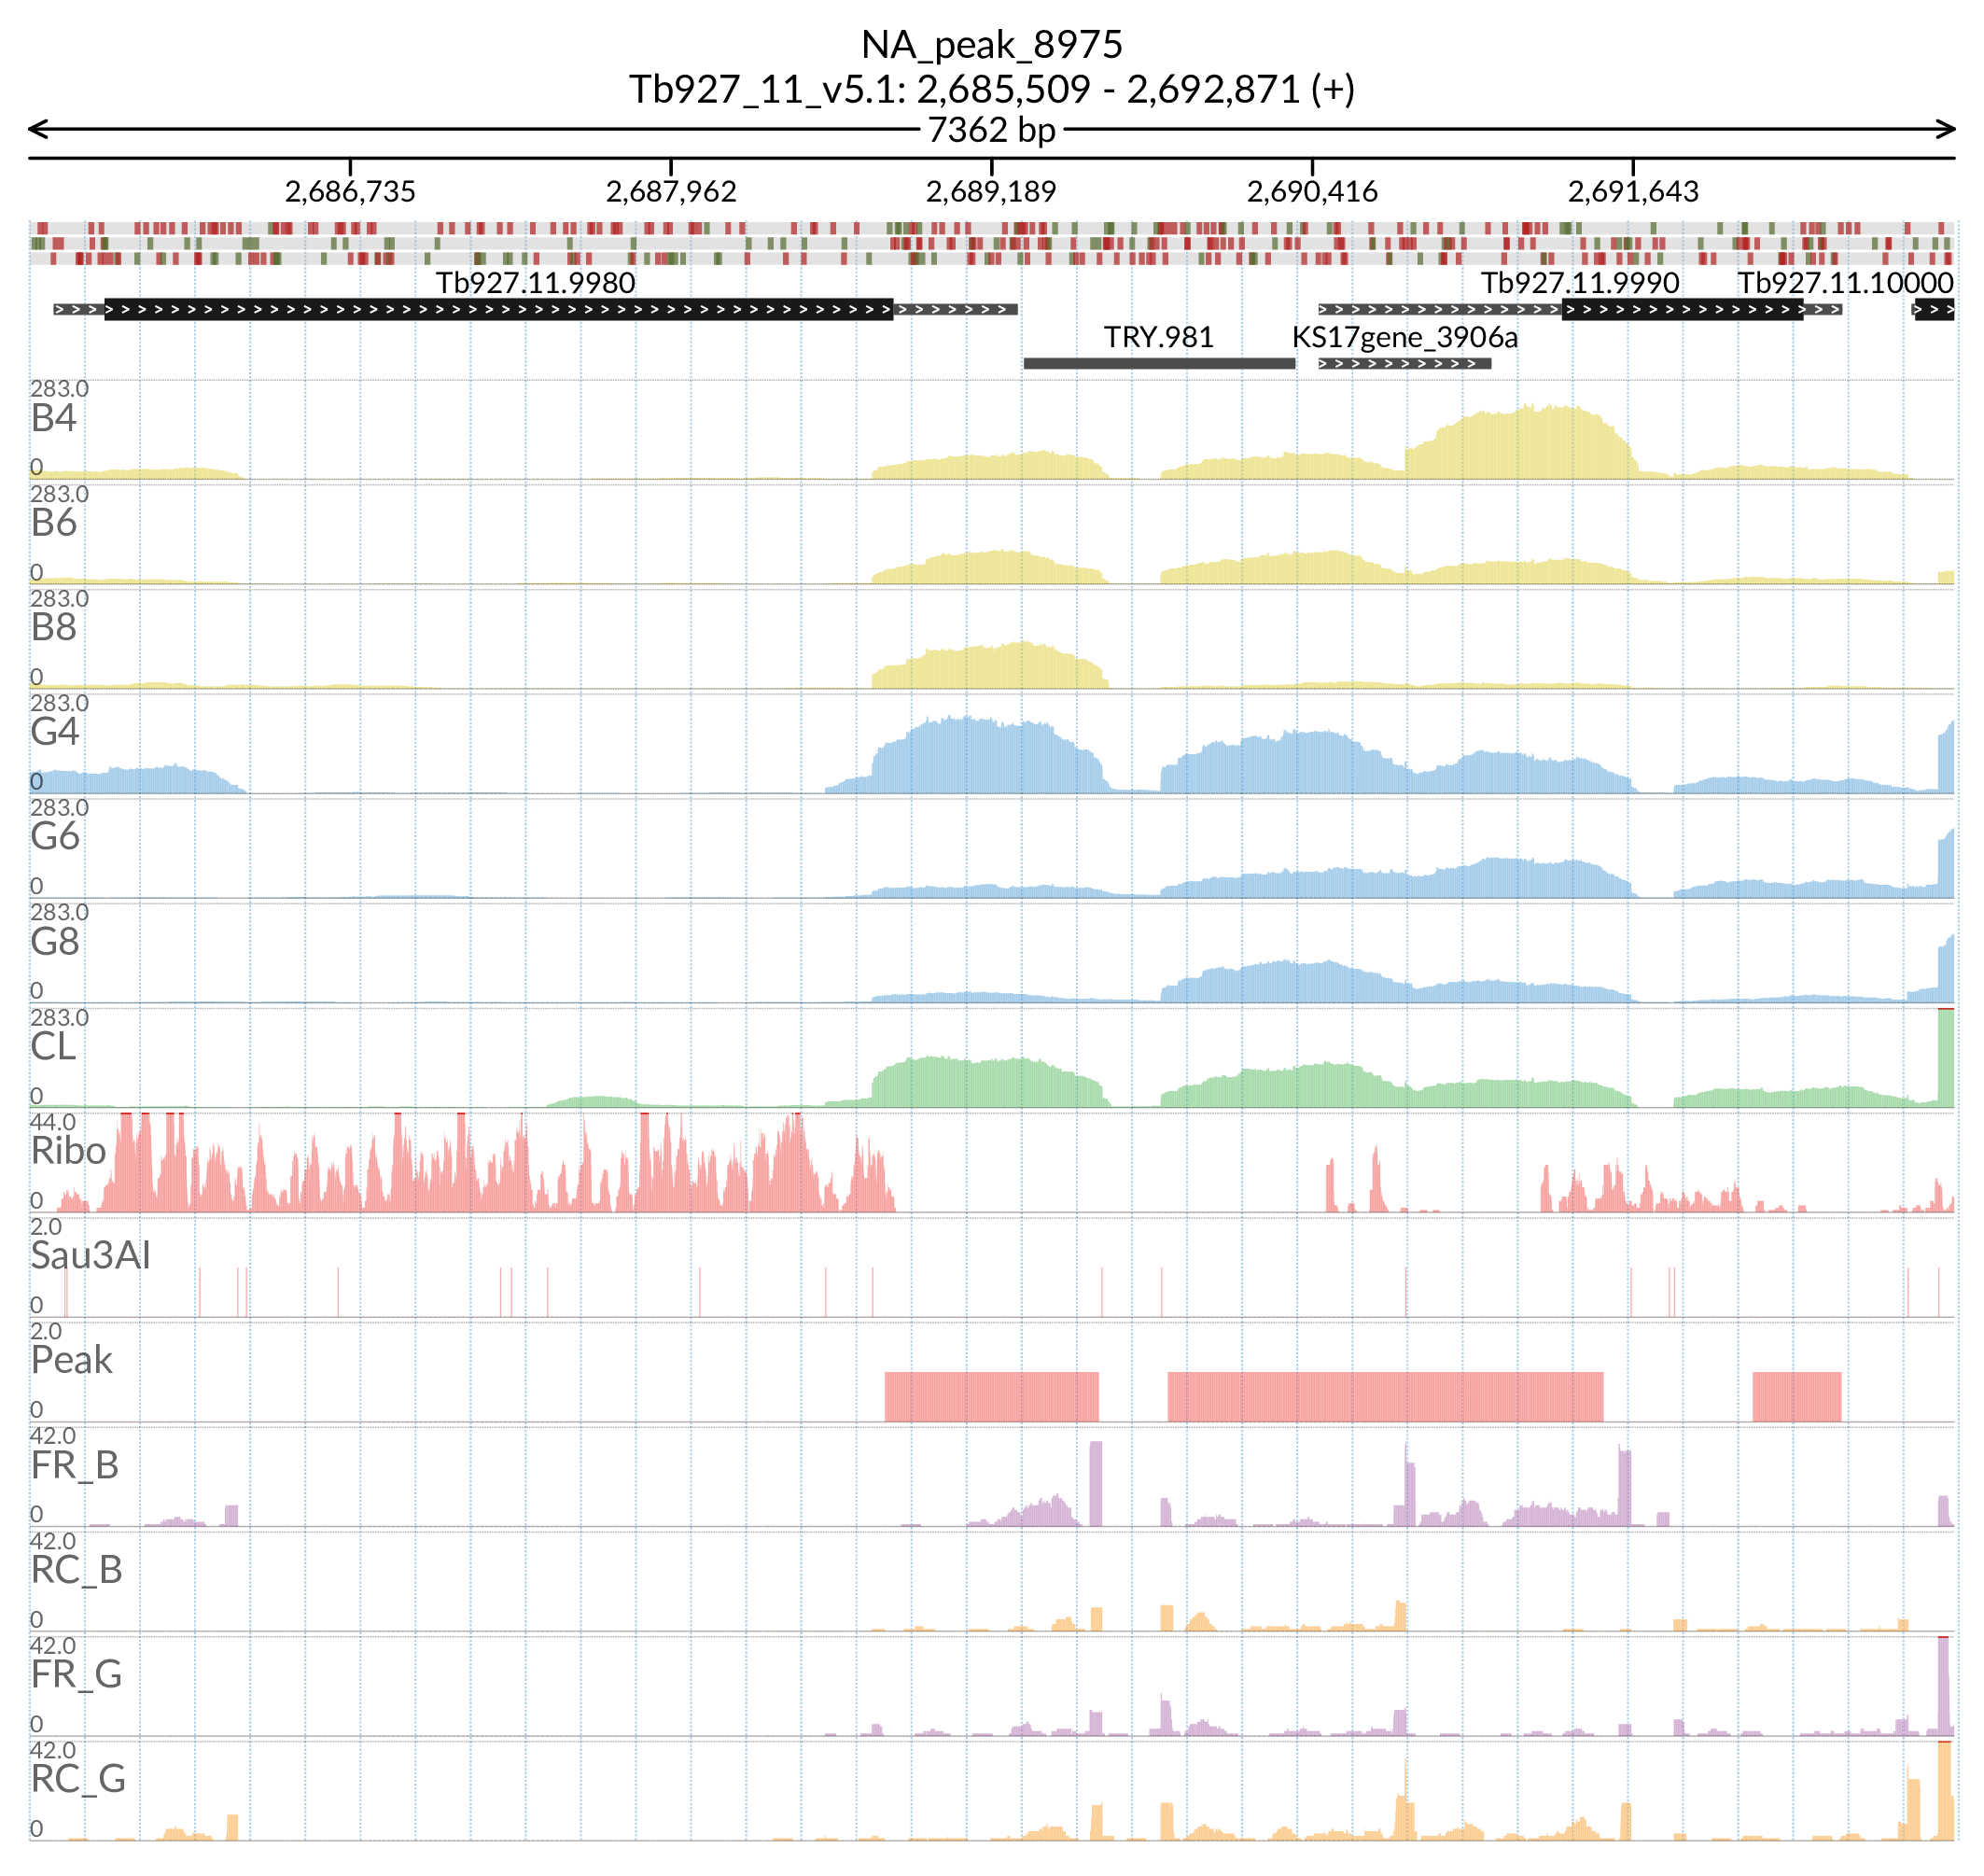 NA_peak_8975
Tb927_11_v5.1: 2,685,509 - 2,692,871 (+)
7362 bp
2,686,735 2,687,962 2,689,189 2,690,416 2,691,643
Tb927.11.9980 Tb927.11.9990 Tb927.11.10000
TRY.981 KS17gene_3906a
283.0
B4
0
283.0
B6
0
283.0
B8
0
283.0
G4
0
283.0
G6
0
283.0
G8
0
283.0
CL
0
44.0
Ribo
0
2.0
Sau3AI
0
2.0
Peak
0
42.0
FR_B
0
42.0
RC_B
0
42.0
FR_G
0
42.0
RC_G
0